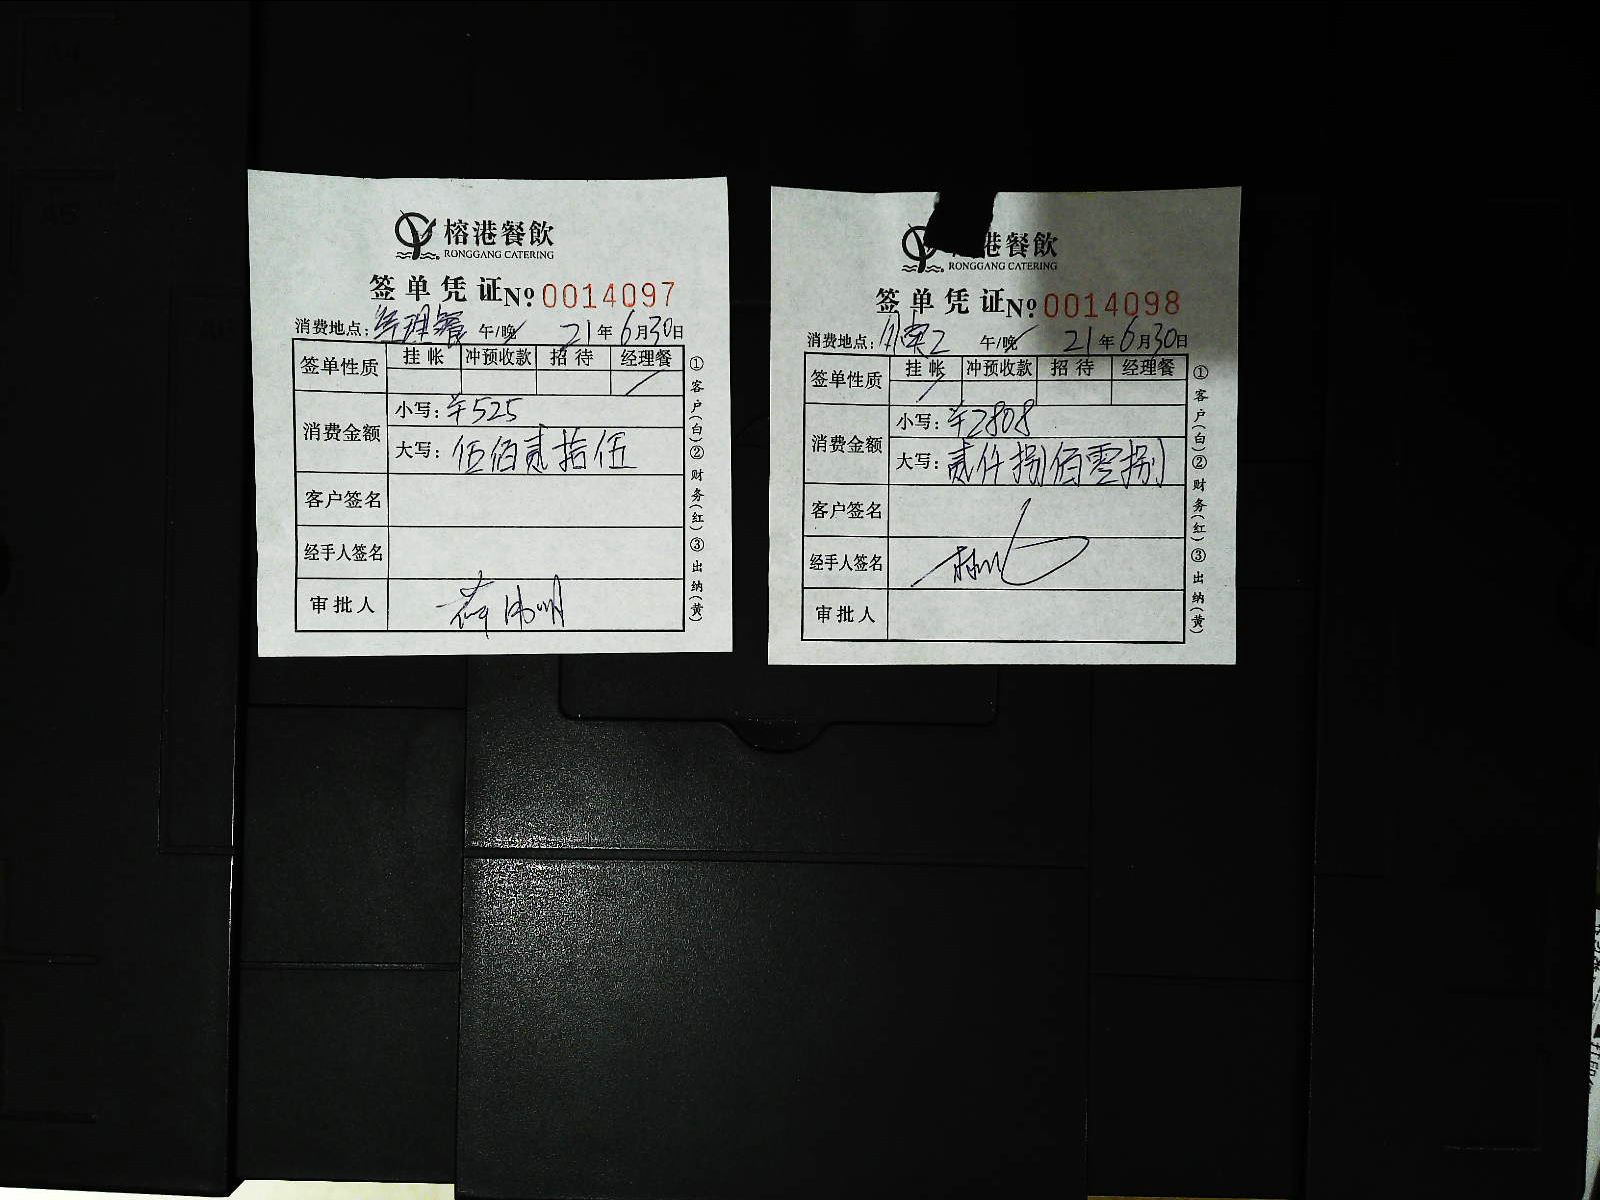 榕港餐飲
RONGGANG CATERING
签单凭证 No 0014097
消费地点：经理餐 午/晚 21年6月30日
签单性质 挂帐 冲预收款 招待 经理餐
消费金额 小写：¥525
大写：伍佰贰拾伍
客户签名
经手人签名
审批人
①客户(白)②财务(红)③出纳(黄)
港餐飲
RONGGANG CATERING
签单凭证 No 0014098
消费地点： 午/晚 21年6月30日
签单性质 挂帐 冲预收款 招待 经理餐
消费金额 小写：¥2808
大写：贰仟捌佰零捌
客户签名
经手人签名
审批人
①客户(白)②财务(红)③出纳(黄)